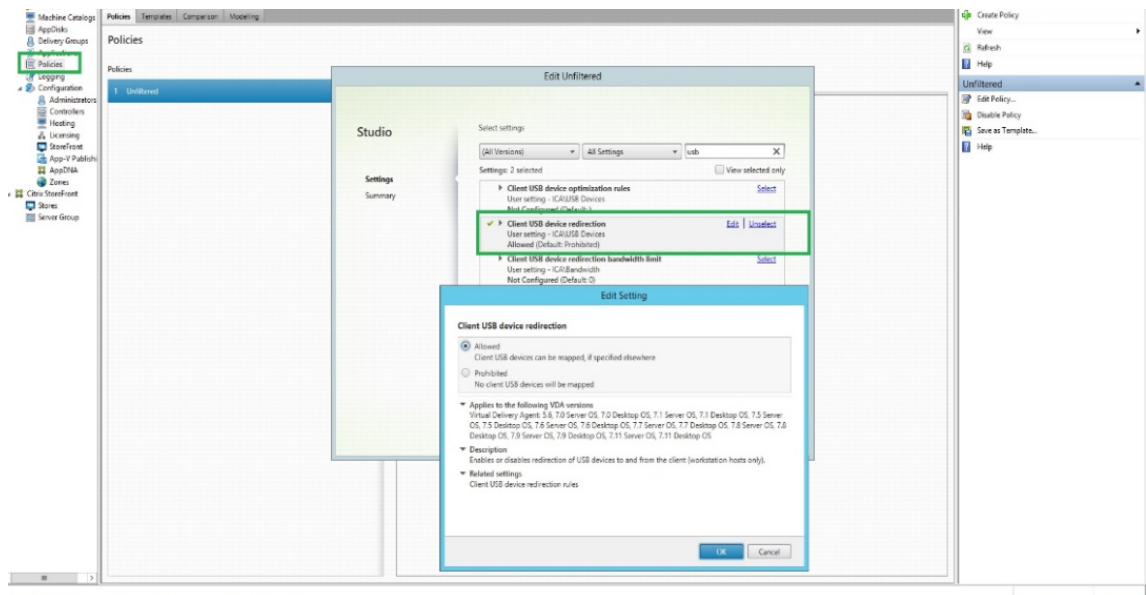 Machine Catalogs
AppDisks
Delivery Groups
Applications
Policies
Logging
Configuration
Administrators
Controllers
Hosting
Licensing
StoreFront
App-V Publishi
AppDNA
Zones
Citrix StoreFront
Stores
Server Group
Policies Templates Comparison Modeling
Policies
Policies
1 Unfiltered
Edit Unfiltered
Studio
Settings
Summary
Select settings
(All Versions) All Settings usb X
Settings: 2 selected View selected only
Client USB device optimization rules Select
User setting - ICA\USB Devices
Not Configured (Default: )
Client USB device redirection Edit | Unselect
User setting - ICA\USB Devices
Allowed (Default: Prohibited)
Client USB device redirection bandwidth limit Select
User setting - ICA\Bandwidth
Not Configured (Default: 0)
Edit Setting
Client USB device redirection
Allowed
Client USB devices can be mapped, if specified elsewhere
Prohibited
No client USB devices will be mapped
Applies to the following VDA versions
Virtual Delivery Agent: 5.6, 7.0 Server OS, 7.0 Desktop OS, 7.1 Server OS, 7.1 Desktop OS, 7.5 Server
OS, 7.5 Desktop OS, 7.6 Server OS, 7.6 Desktop OS, 7.7 Server OS, 7.7 Desktop OS, 7.8 Server OS, 7.8
Desktop OS, 7.9 Server OS, 7.9 Desktop OS, 7.11 Server OS, 7.11 Desktop OS
Description
Enables or disables redirection of USB devices to and from the client (workstation hosts only).
Related settings
Client USB device redirection rules
OK Cancel
Create Policy
View
Refresh
Help
Unfiltered
Edit Policy...
Disable Policy
Save as Template...
Help